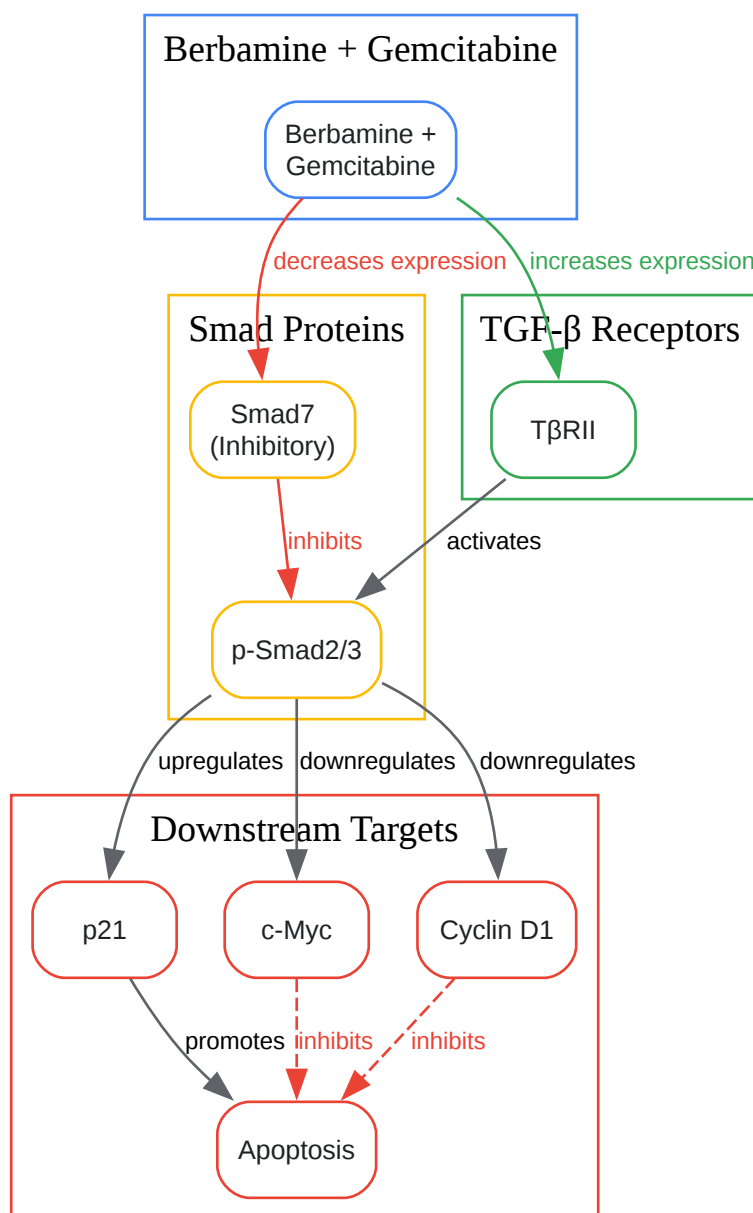 Berbamine + Gemcitabine
Berbamine +
Gemcitabine
decreases expression
increases expression
Smad Proteins
TGF-β Receptors
Smad7
(Inhibitory)
TβRII
inhibits
activates
p-Smad2/3
upregulates
downregulates
downregulates
Downstream Targets
p21
c-Myc
Cyclin D1
promotes
inhibits
inhibits
Apoptosis